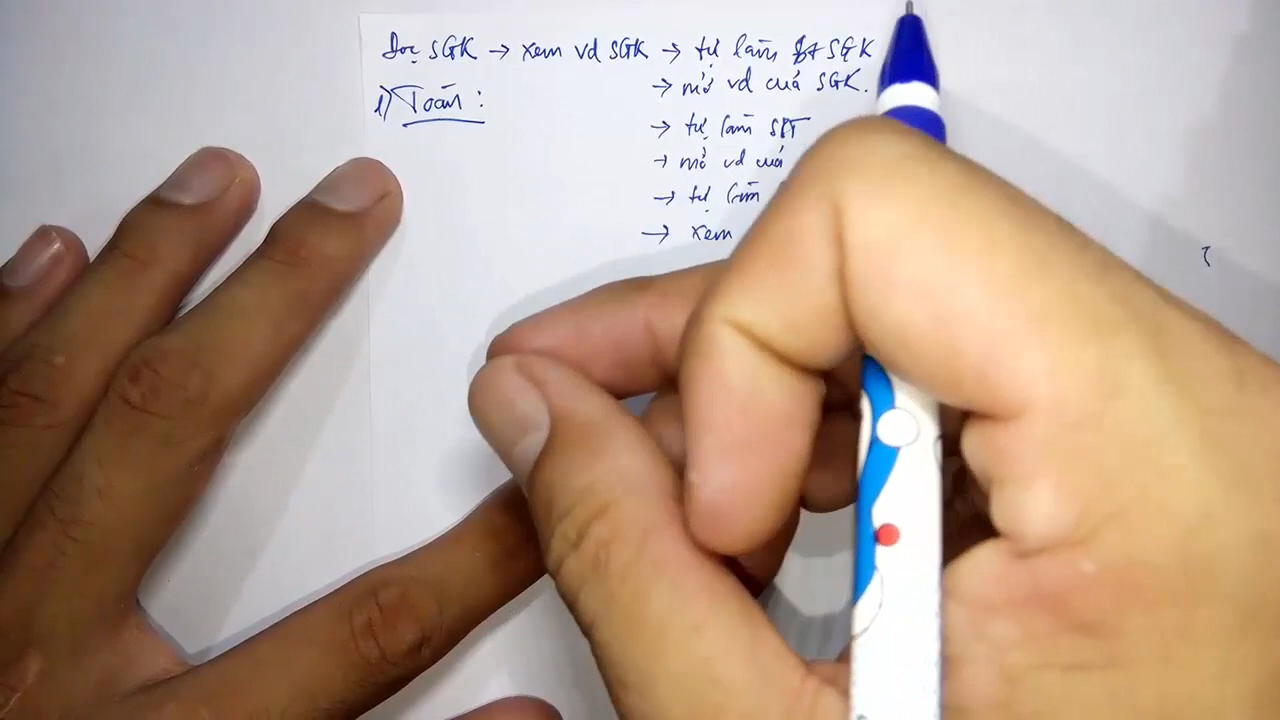 Đọc SGK → xem vd SGK → tự làm bt SGK
→ mở vd của SGK.
1) Toán :
→ tự làm SBT
→ mở vd của
→ tự làm
→ xem